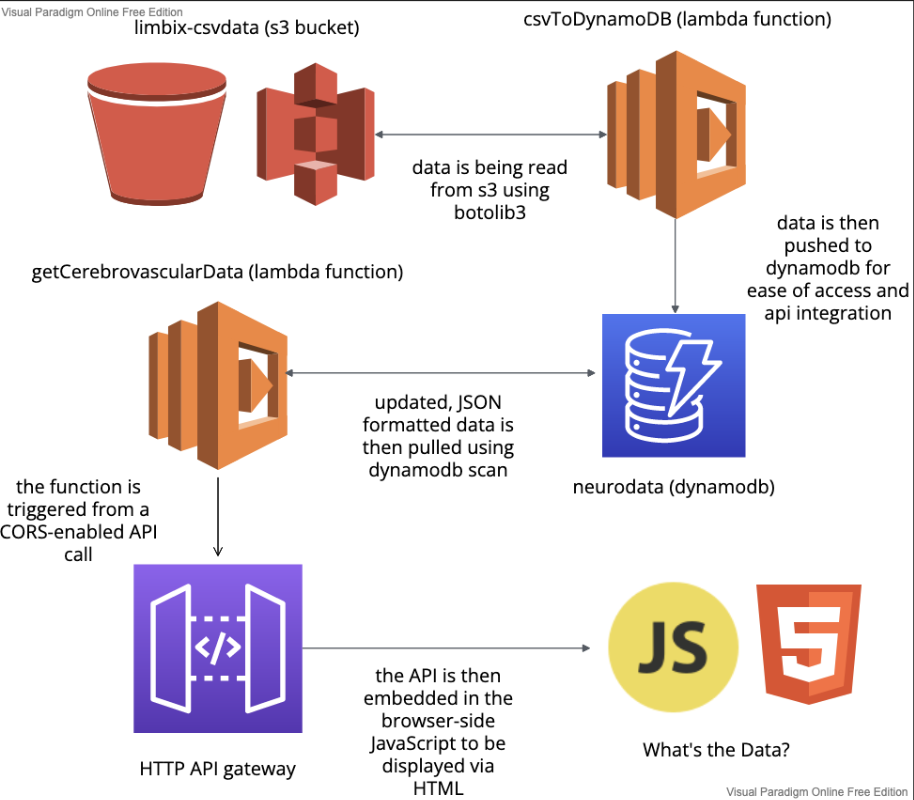 Visual Paradigm Online Free Edition
limbix-csvdata (s3 bucket)
csvToDynamoDB (lambda function)
data is being read
from s3 using
botolib3
data is then
pushed to
dynamodb for
ease of access and
api integration
getCerebrovascularData (lambda function)
updated, JSON
formatted data is
then pulled using
dynamodb scan
neurodata (dynamodb)
the function is
triggered from a
CORS-enabled API
call
</>
HTTP API gateway
the API is then
embedded in the
browser-side
JavaScript to be
displayed via
HTML
JS
5
What's the Data?
Visual Paradigm Online Free Edition